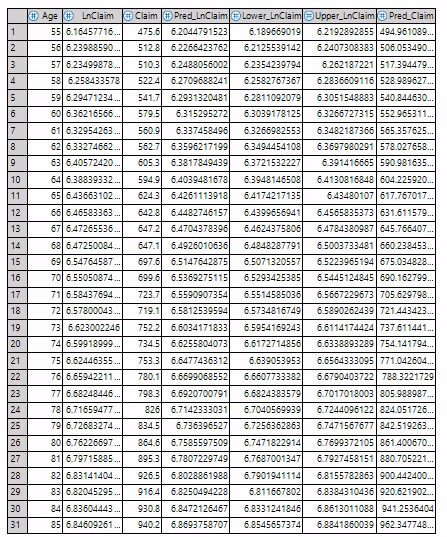 Age LnClaim Claim Pred_LnClaim Lower_LnClaim Upper_LnClaim Pred_Claim
1 55 6.16457716... 475.6 6.2044791523 6.189669019 6.2192892855 494.961089...
2 56 6.23988590... 512.8 6.2266423762 6.2125539142 6.2407308383 506.053490...
3 57 6.23499878... 510.3 6.2488056002 6.2354239794 6.262187221 517.394479...
4 58 6.258433578 522.4 6.2709688241 6.2582767367 6.2836609116 528.989627...
5 59 6.29471234... 541.7 6.2931320481 6.2811092079 6.3051548883 540.844630...
6 60 6.36216566... 579.5 6.315295272 6.3039178125 6.3266727315 552.965311...
7 61 6.32954263... 560.9 6.337458496 6.3266982553 6.3482187366 565.357625...
8 62 6.33274662... 562.7 6.3596217199 6.3494454108 6.3697980291 578.027658...
9 63 6.40572420... 605.3 6.3817849439 6.3721532227 6.391416665 590.981635...
10 64 6.38839332... 594.9 6.4039481678 6.3948146508 6.4130816848 604.225920...
11 65 6.43663102... 624.3 6.4261113918 6.4174217135 6.43480107 617.767017...
12 66 6.46583363... 642.8 6.4482746157 6.4399656941 6.4565835373 631.611579...
13 67 6.47265536... 647.2 6.4704378396 6.4624375806 6.4784380987 645.766407...
14 68 6.47250084... 647.1 6.4926010636 6.4848287791 6.5003733481 660.238453...
15 69 6.54764587... 697.6 6.5147642875 6.5071320557 6.5223965194 675.034828...
16 70 6.55050874... 699.6 6.5369275115 6.5293425385 6.5445124845 690.162799...
17 71 6.58437694... 723.7 6.5590907354 6.5514585036 6.5667229673 705.629798...
18 72 6.57800043... 719.1 6.5812539594 6.5734816749 6.5890262439 721.443423...
19 73 6.623002246 752.2 6.6034171833 6.5954169243 6.6114174424 737.611441...
20 74 6.59918999... 734.5 6.6255804073 6.6172714856 6.6338893289 754.141794...
21 75 6.62446355... 753.3 6.6477436312 6.639053953 6.6564333095 771.042604...
22 76 6.65942211... 780.1 6.6699068552 6.6607733382 6.6790403722 788.3221729
23 77 6.68248446... 798.3 6.6920700791 6.6824383579 6.7017018003 805.988987...
24 78 6.71659477... 826 6.7142333031 6.7040569939 6.7244096122 824.051726...
25 79 6.72683274... 834.5 6.736396527 6.7256362863 6.7471567677 842.519263...
26 80 6.76226697... 864.6 6.7585597509 6.7471822914 6.7699372105 861.400670...
27 81 6.79715885... 895.3 6.7807229749 6.7687001347 6.7927458151 880.705221...
28 82 6.83141404... 926.5 6.8028861988 6.7901941114 6.8155782863 900.442400...
29 83 6.82045295... 916.4 6.8250494228 6.811667802 6.8384310436 920.621902...
30 84 6.83604443... 930.8 6.8472126467 6.8331241846 6.8613011088 941.2536404
31 85 6.84609261... 940.2 6.8693758707 6.8545657374 6.8841860039 962.347748...